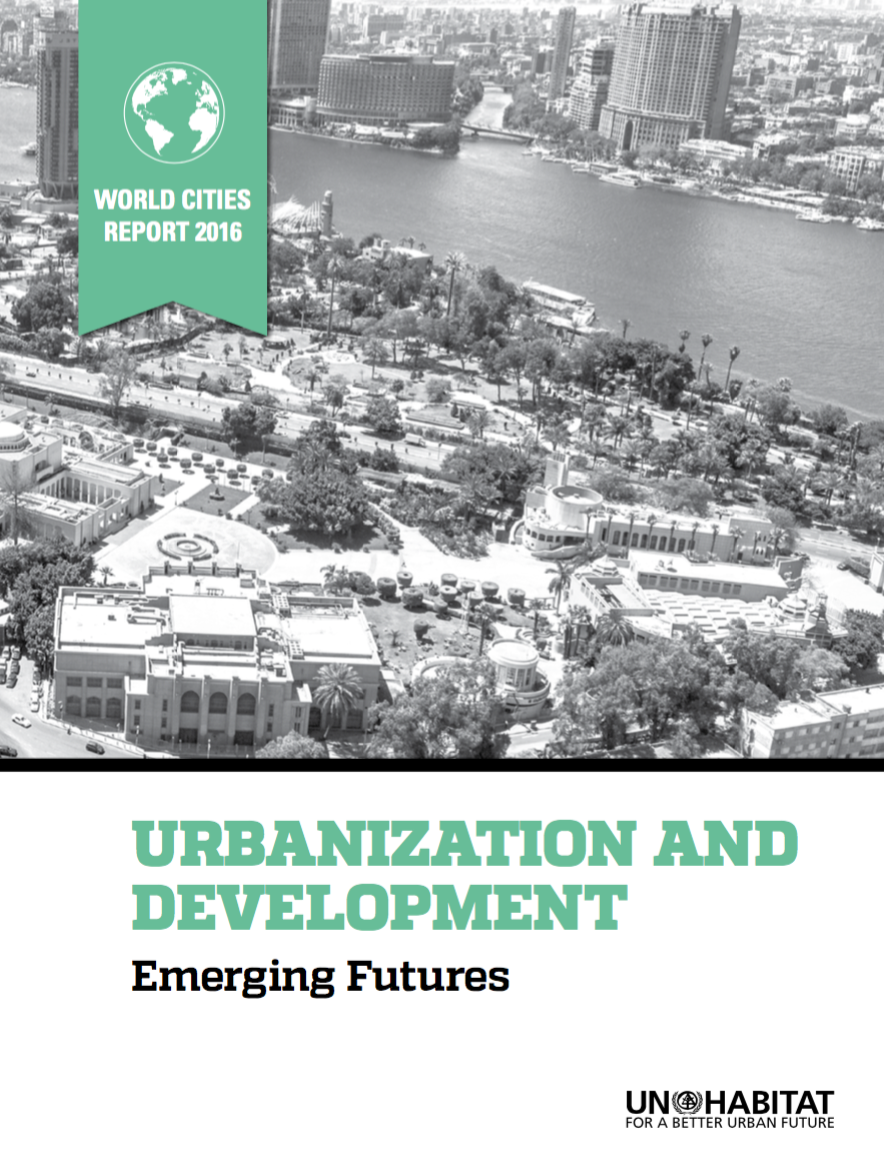 WORLD CITIES
REPORT 2016
URBANIZATION AND
DEVELOPMENT
Emerging Futures
UN HABITAT
FOR A BETTER URBAN FUTURE